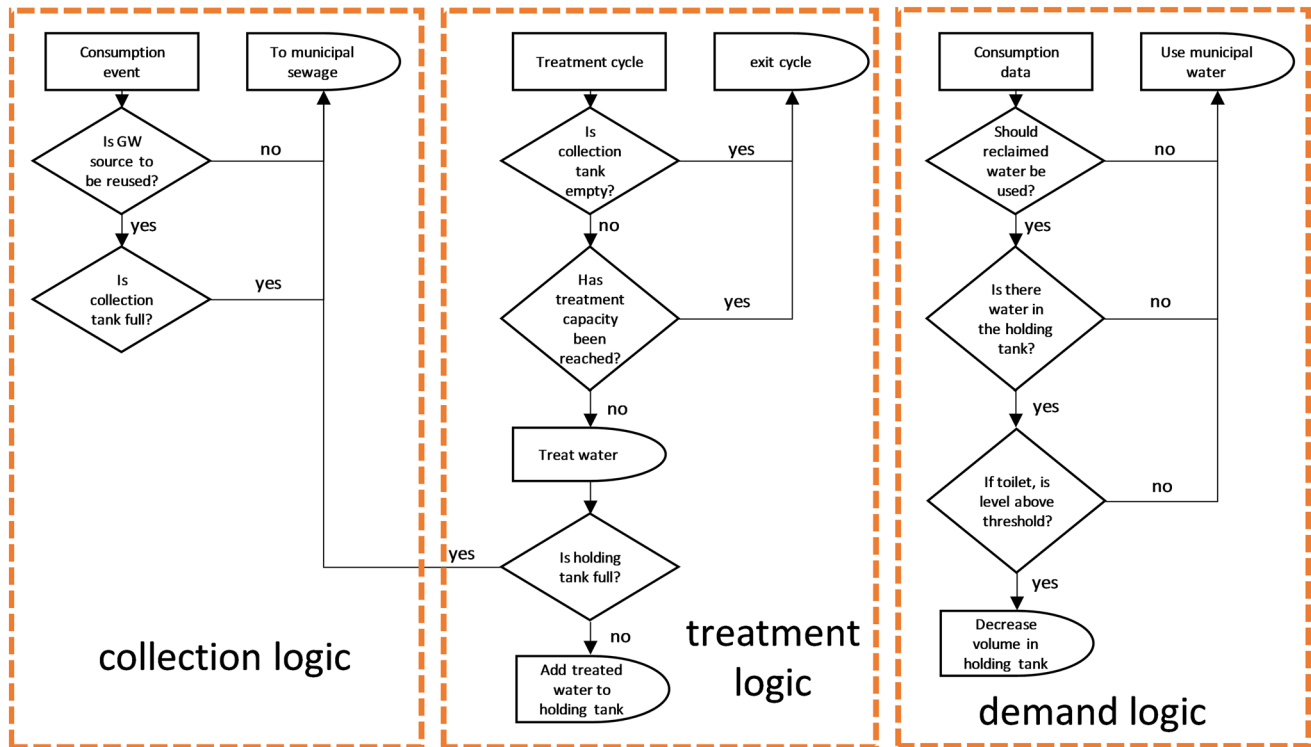 Consumption
event
To municipal
sewage
Is GW
source to
be reused?
no
yes
Is
collection
tank full?
yes
collection logic
Treatment cycle
exit cycle
Is
collection
tank
empty?
yes
no
Has
treatment
capacity
been
reached?
yes
no
Treat water
yes
Is holding
tank full?
no
Add treated
water to
holding tank
treatment
logic
Consumption
data
Use municipal
water
Should
reclaimed
water be
used?
no
yes
Is there
water in
the holding
tank?
no
yes
If toilet, is
level above
threshold?
no
yes
Decrease
volume in
holding tank
demand logic